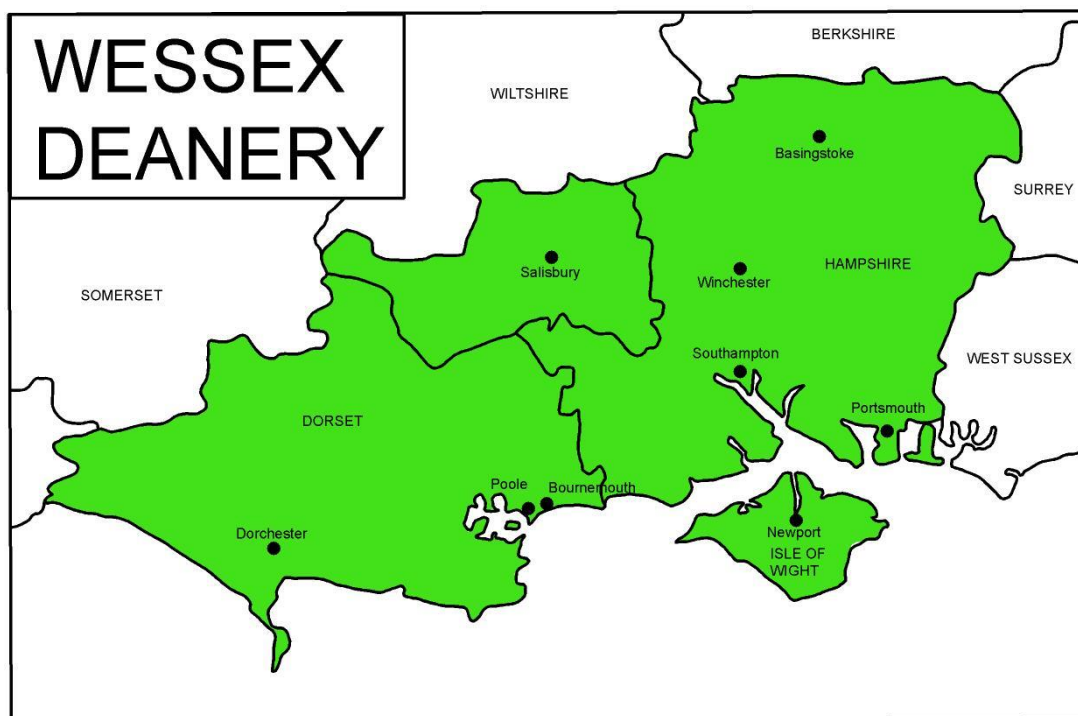 WESSEX
DEANERY
BERKSHIRE
WILTSHIRE
Basingstoke
SURREY
Salisbury
HAMPSHIRE
Winchester
SOMERSET
Southampton
WEST SUSSEX
Portsmouth
DORSET
Poole
Bournemouth
Dorchester
Newport
ISLE OF
WIGHT